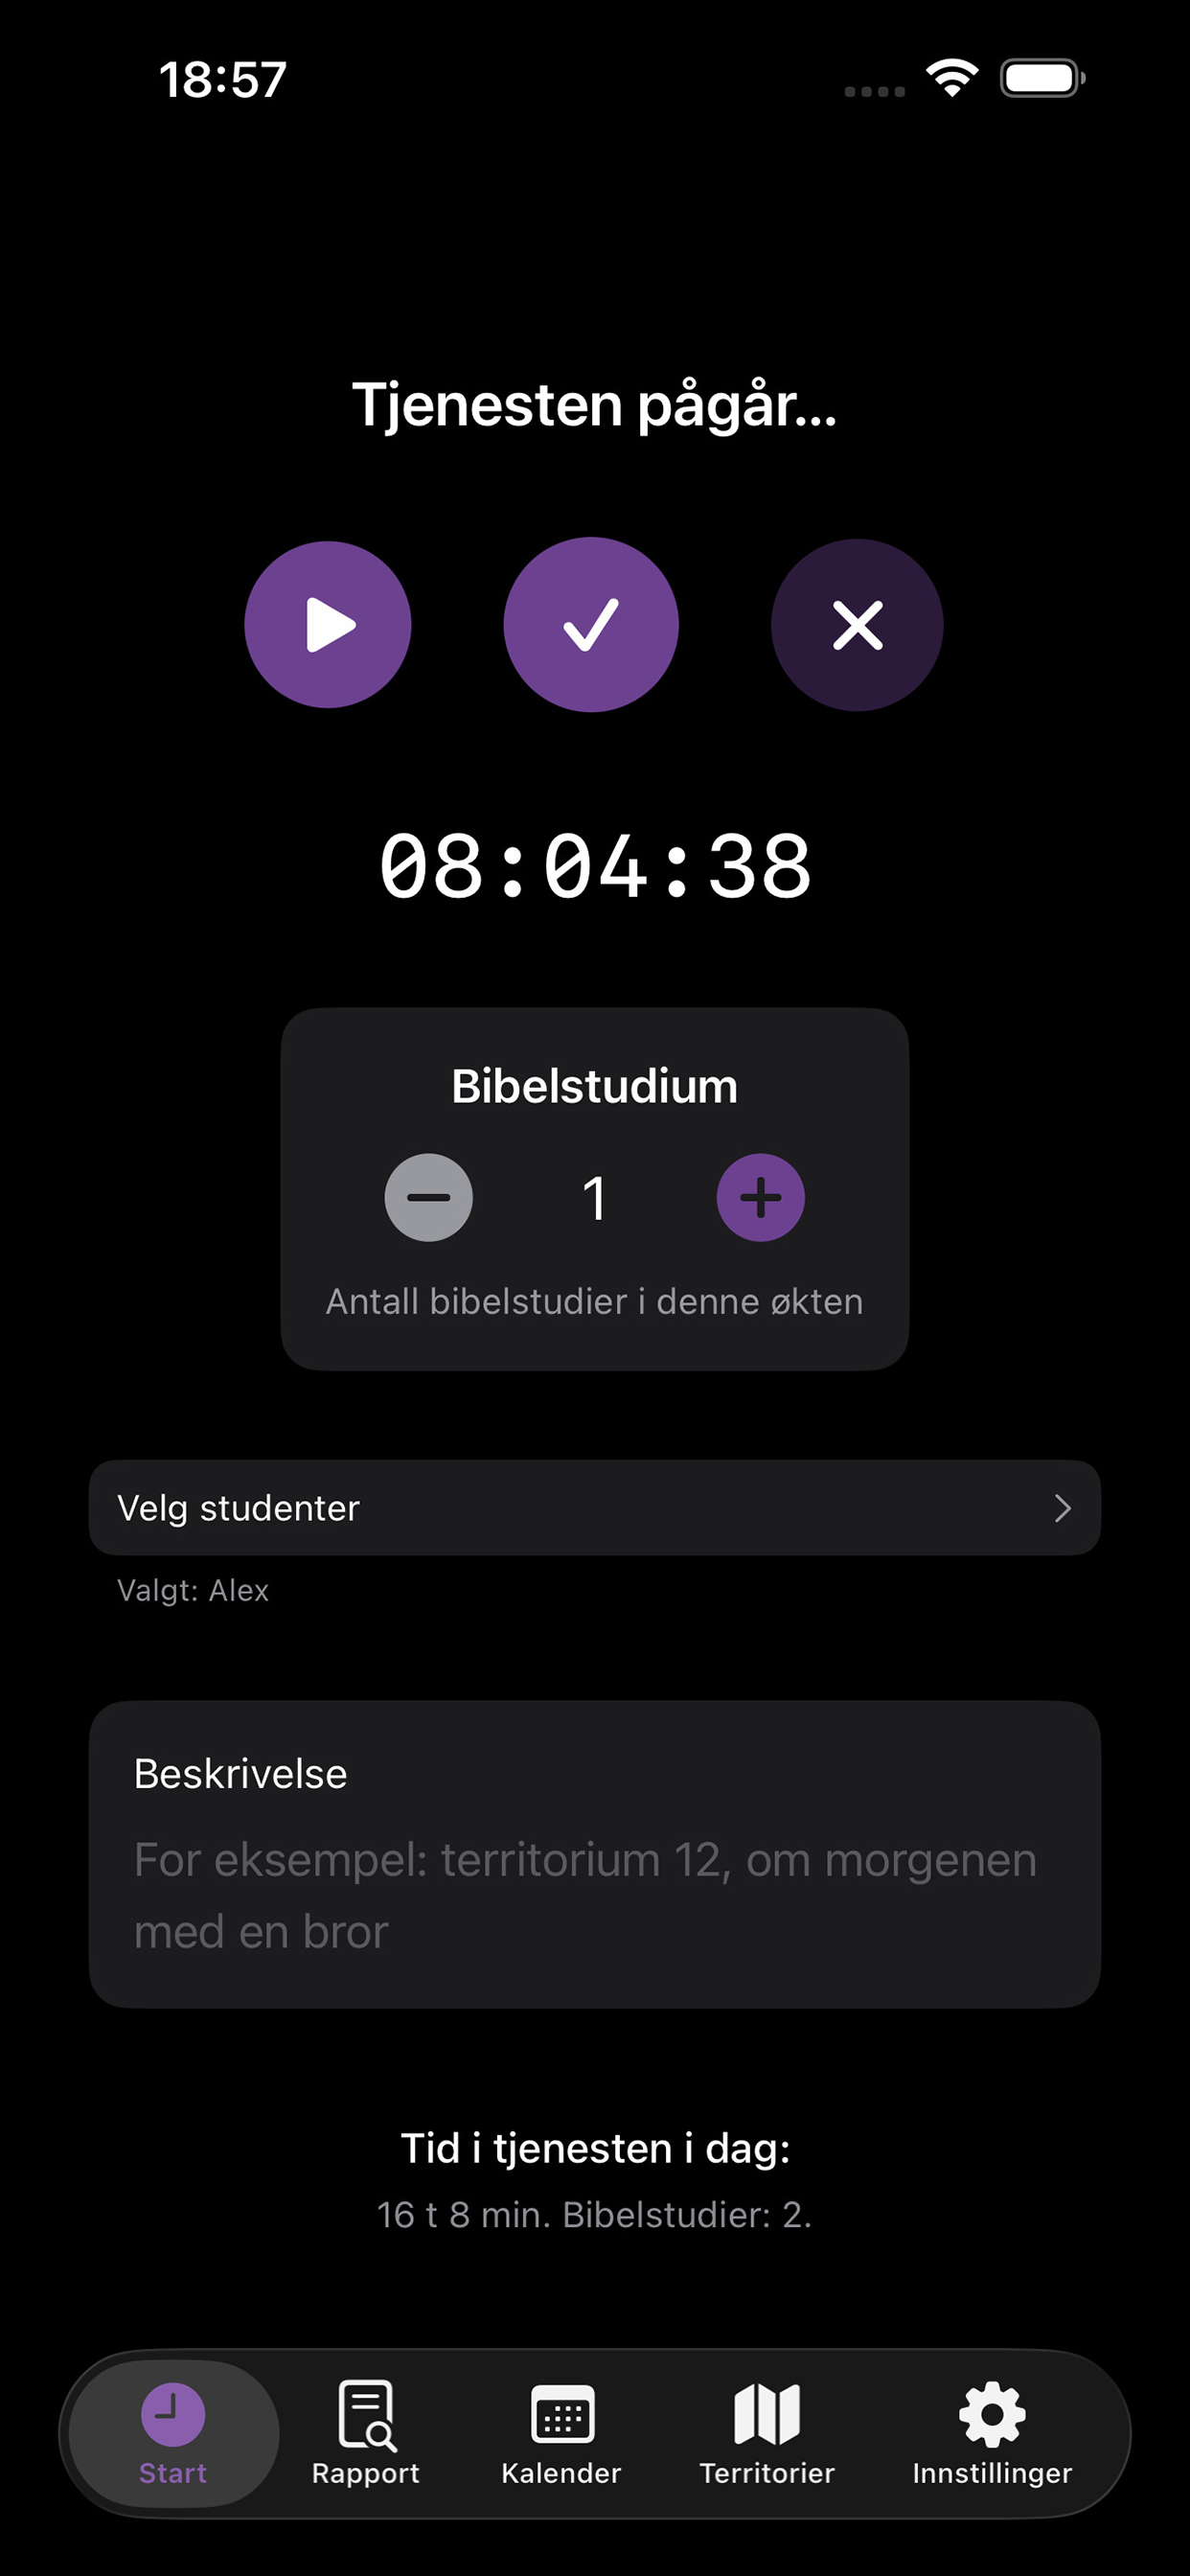 18:57
Tjenesten pågår...
08:04:38
Bibelstudium
1
Antall bibelstudier i denne økten
Velg studenter
Valgt: Alex
Beskrivelse
For eksempel: territorium 12, om morgenen
med en bror
Tid i tjenesten i dag:
16 t 8 min. Bibelstudier: 2.
Start
Rapport
Kalender
Territorier
Innstillinger